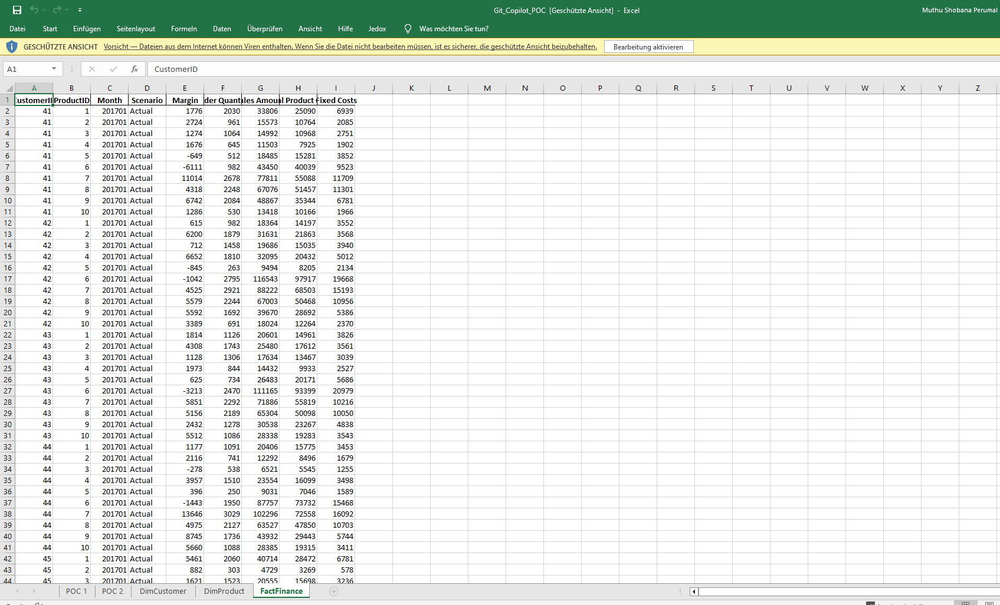 Git_Copilot_POC [Geschützte Ansicht] - Excel
Muthu Shobana Perumal
Datei Start Einfügen Seitenlayout Formeln Daten Überprüfen Ansicht Hilfe Jedox Was möchten Sie tun?
GESCHÜTZTE ANSICHT Vorsicht — Dateien aus dem Internet können Viren enthalten. Wenn Sie die Datei nicht bearbeiten müssen, ist es sicherer, die geschützte Ansicht beizubehalten. Bearbeitung aktivieren
A1 fx CustomerID
A B C D E F G H I J K L M N O P Q R S T U V W X Y Z
1 ProductID Month Scenario Margin der Quant les Amou l Product Fixed Costs
2 41 1 201701 Actual 1776 2030 33806 25090 6939
3 41 2 201701 Actual 2724 961 15573 10764 2085
4 41 3 201701 Actual 1274 1064 14992 10968 2751
5 41 4 201701 Actual 1676 645 11503 7925 1902
6 41 5 201701 Actual -649 512 18485 15281 3852
7 41 6 201701 Actual -6111 982 43450 40039 9523
8 41 7 201701 Actual 11014 2678 77811 55088 11709
9 41 8 201701 Actual 4318 2248 67076 51457 11301
10 41 9 201701 Actual 6742 2084 48867 35344 6781
11 41 10 201701 Actual 1286 530 13418 10166 1966
12 42 1 201701 Actual 615 982 18364 14197 3552
13 42 2 201701 Actual 6200 1879 31631 21863 3568
14 42 3 201701 Actual 712 1458 19686 15035 3940
15 42 4 201701 Actual 6652 1810 32095 20432 5012
16 42 5 201701 Actual -845 263 9494 8205 2134
17 42 6 201701 Actual -1042 2795 116543 97917 19668
18 42 7 201701 Actual 4525 2921 88222 68503 15193
19 42 8 201701 Actual 5579 2244 67003 50468 10956
20 42 9 201701 Actual 5592 1692 39670 28692 5386
21 42 10 201701 Actual 3389 691 18024 12264 2370
22 43 1 201701 Actual 1814 1126 20601 14961 3826
23 43 2 201701 Actual 4308 1743 25480 17612 3561
24 43 3 201701 Actual 1128 1306 17634 13467 3039
25 43 4 201701 Actual 1973 844 14432 9933 2527
26 43 5 201701 Actual 625 734 26483 20171 5686
27 43 6 201701 Actual -3213 2470 111165 93399 20979
28 43 7 201701 Actual 5851 2292 71886 55819 10216
29 43 8 201701 Actual 5156 2189 65304 50098 10050
30 43 9 201701 Actual 2432 1278 30538 23267 4838
31 43 10 201701 Actual 5512 1086 28338 19283 3543
32 44 1 201701 Actual 1177 1091 20406 15775 3453
33 44 2 201701 Actual 2116 741 12292 8496 1679
34 44 3 201701 Actual -278 538 6521 5545 1255
35 44 4 201701 Actual 3957 1510 23554 16099 3498
36 44 5 201701 Actual 396 250 9031 7046 1589
37 44 6 201701 Actual -1443 1950 87757 73732 15468
38 44 7 201701 Actual 13646 3029 102296 72558 16092
39 44 8 201701 Actual 4975 2127 63527 47850 10703
40 44 9 201701 Actual 8745 1736 43932 29443 5744
41 44 10 201701 Actual 5660 1088 28385 19315 3411
42 45 1 201701 Actual 5461 2060 40714 28472 6781
43 45 2 201701 Actual 882 303 4729 3269 578
44 45 3 201701 Actual 1621 1523 20555 15698 3236
POC 1 POC 2 DimCustomer DimProduct FactFinance